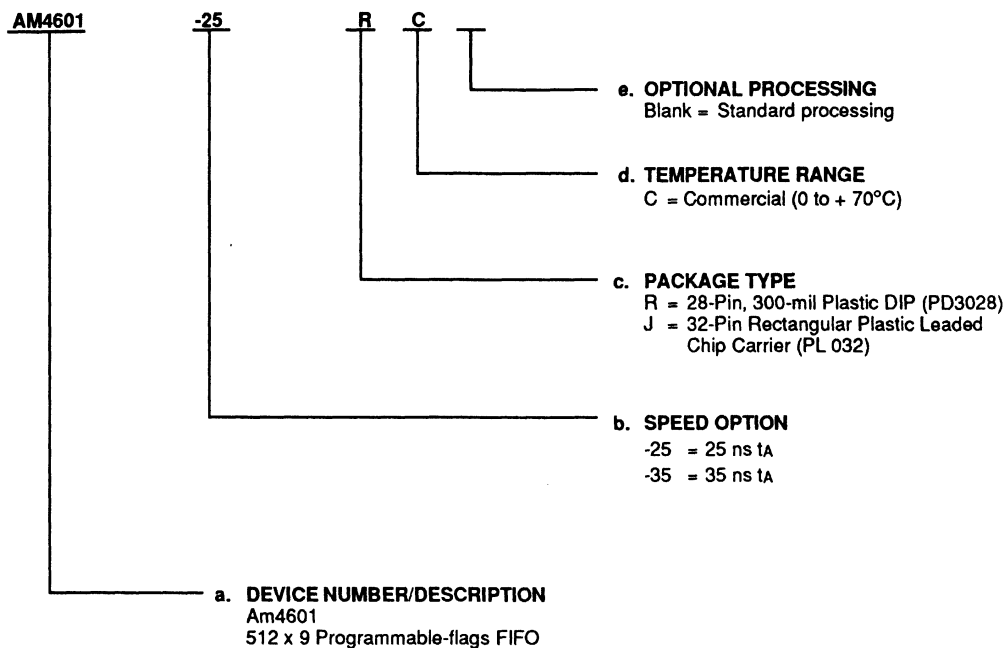 AM4601 -25 R C
e. OPTIONAL PROCESSING
Blank = Standard processing
d. TEMPERATURE RANGE
C = Commercial (0 to + 70°C)
c. PACKAGE TYPE
R = 28-Pin, 300-mil Plastic DIP (PD3028)
J = 32-Pin Rectangular Plastic Leaded
Chip Carrier (PL 032)
b. SPEED OPTION
-25 = 25 ns tA
-35 = 35 ns tA
a. DEVICE NUMBER/DESCRIPTION
Am4601
512 x 9 Programmable-flags FIFO